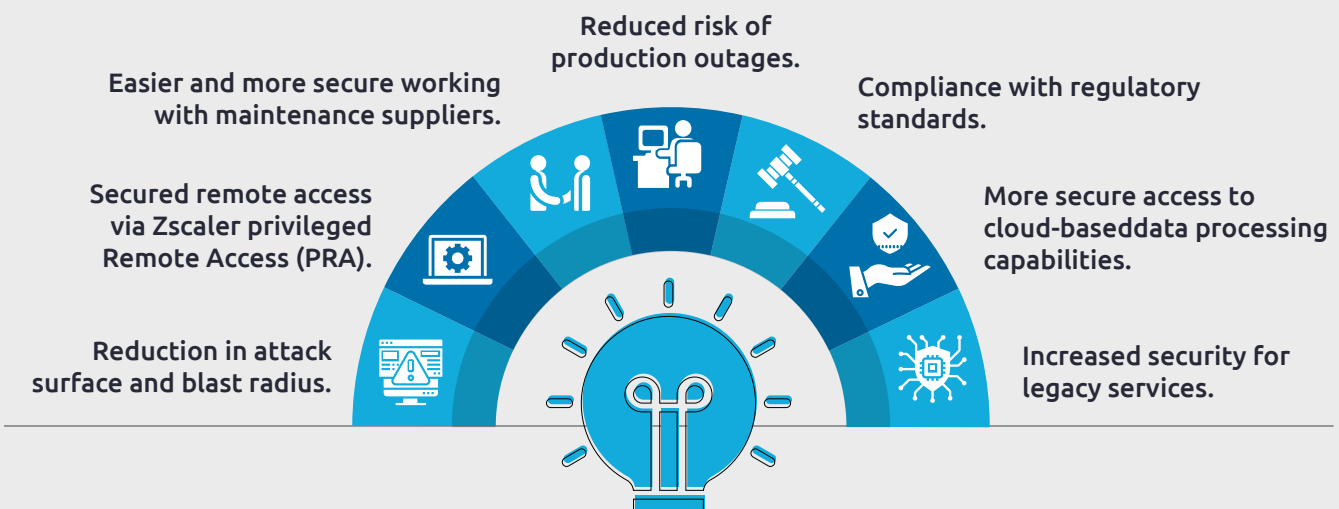 Reduced risk of
production outages.
Easier and more secure working
with maintenance suppliers.
Compliance with regulatory
standards.
Secured remote access
via Zscaler privileged
Remote Access (PRA).
More secure access to
cloud-baseddata processing
capabilities.
Reduction in attack
surface and blast radius.
Increased security for
legacy services.